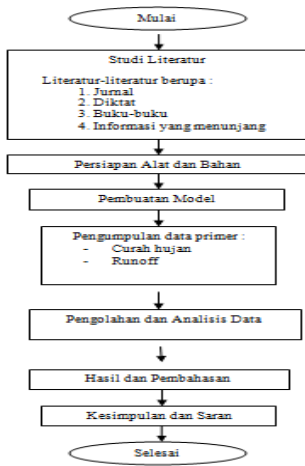 Mulai
Studi Literatur
Literatur-literatur berupa :
1. Jurnal
2. Diktat
3. Buku-buku
4. Informasi yang menunjang
Persiapan Alat dan Bahan
Pembuatan Model
Pengumpulan data primer :
- Curah hujan
- Runoff
Pengolahan dan Analisis Data
Hasil dan Pembahasan
Kesimpulan dan Saran
Selesai